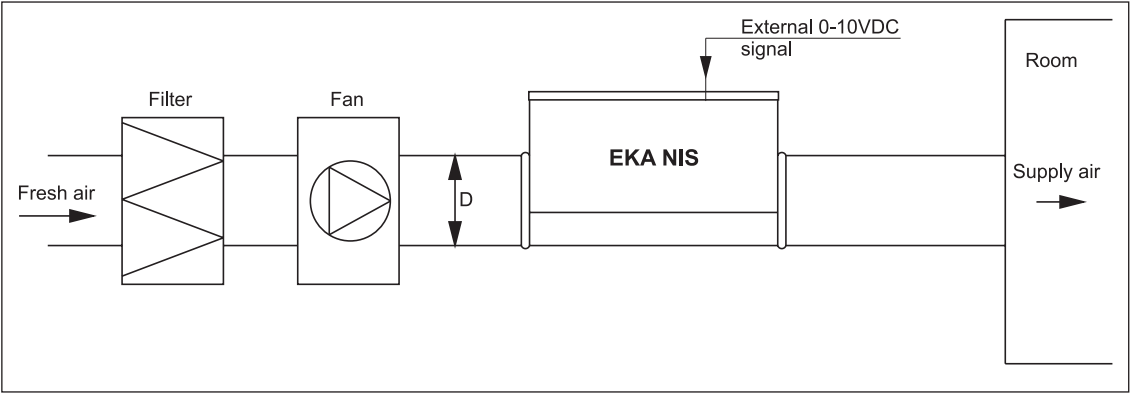 External 0-10VDC
signal
Room
Filter
Fan
EKA NIS
Fresh air
D
Supply air